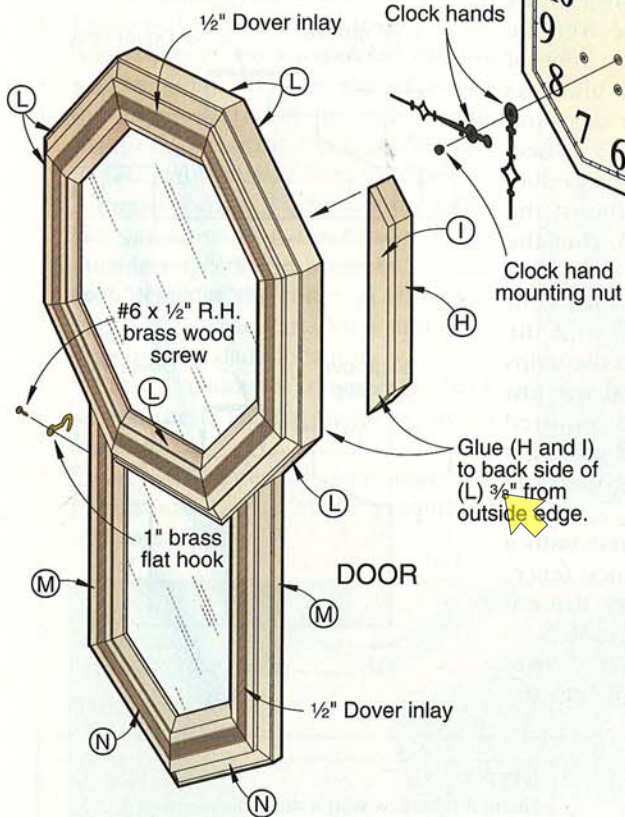 ½" Dover inlay
Clock hands
9
8
7
6
L
L
L
I
H
Clock hand
mounting nut
#6 x ½" R.H.
brass wood
screw
L
Glue (H and I)
to back side of
(L) ⅜" from
outside edge.
L
1" brass
flat hook
DOOR
M
M
½" Dover inlay
N
N